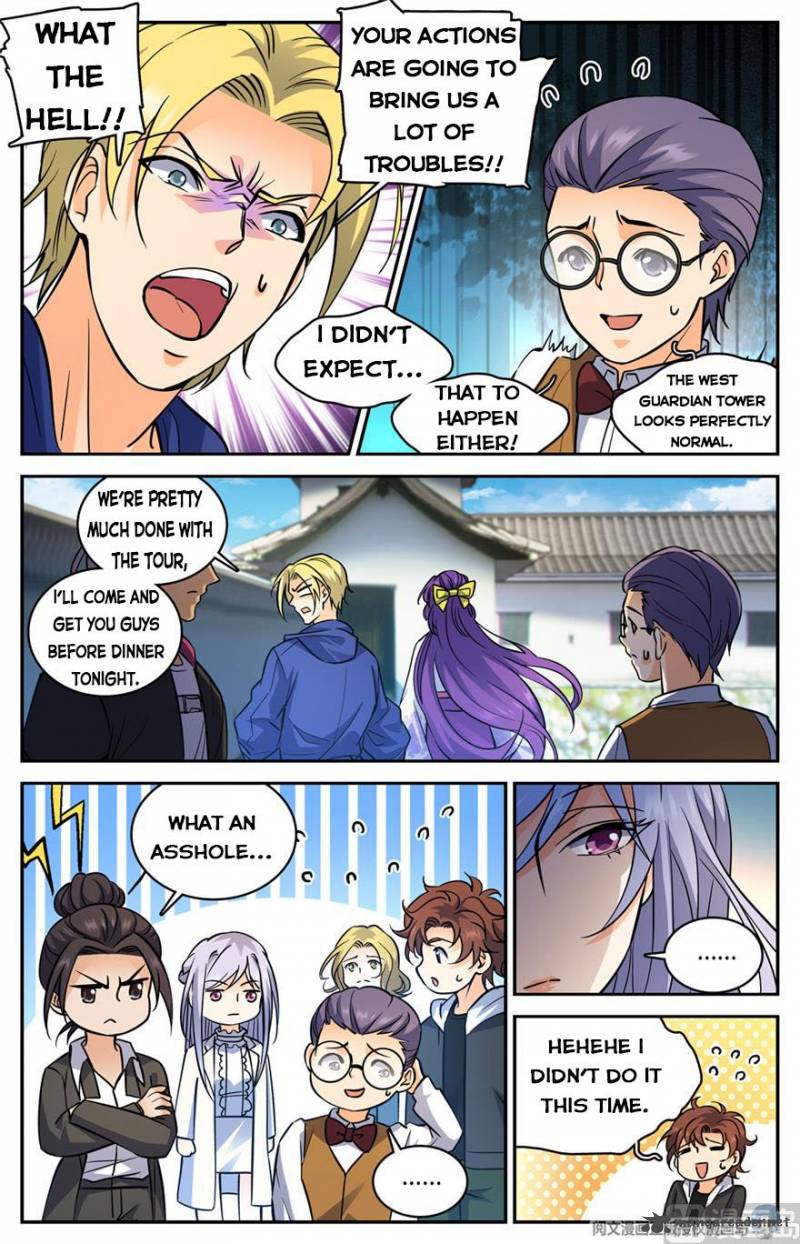 WHAT
THE
HELL!!
YOUR ACTIONS
ARE GOING TO
BRING US A
LOT OF
TROUBLES!!
I DIDN'T
EXPECT...
THAT TO
HAPPEN
EITHER!
THE WEST
GUARDIAN TOWER
LOOKS PERFECTLY
NORMAL.
WE'RE PRETTY
MUCH DONE WITH
THE TOUR,
I'LL COME AND
GET YOU GUYS
BEFORE DINNER
TONIGHT.
WHAT AN
ASSHOLE...
......
......
HEHEHE I
DIDN'T DO IT
THIS TIME.